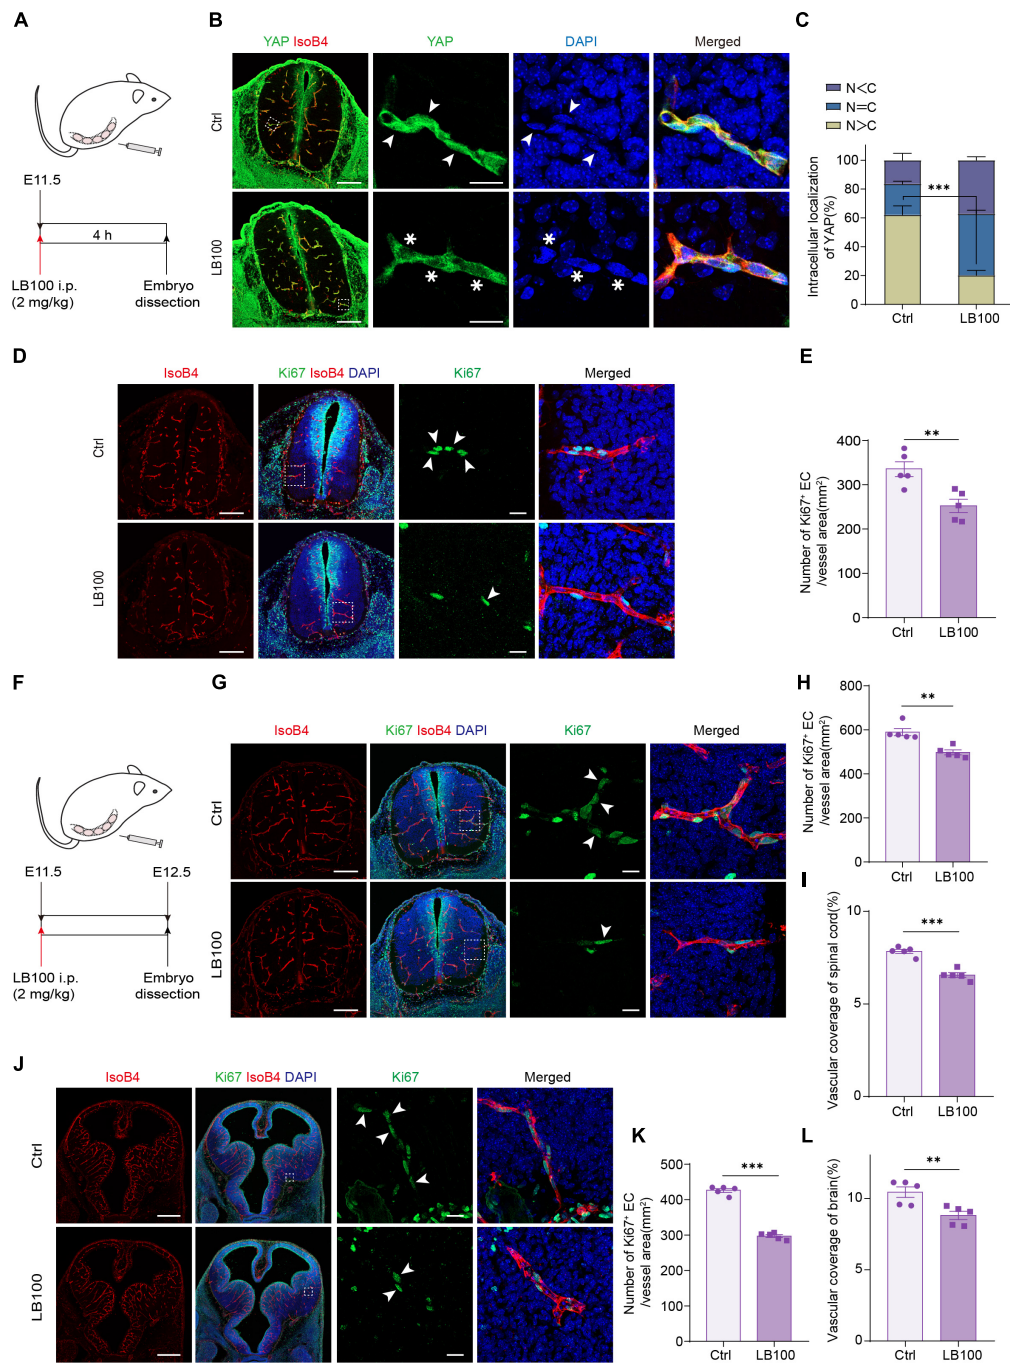 A
E11.5
4 h
LB100 i.p.
(2 mg/kg)
Embryo
dissection
B
YAP IsoB4
YAP
DAPI
Merged
Ctrl
LB100
*
*
*
*
*
*
C
N<C
N=C
N>C
Intracellular localization
of YAP(%)
100
80
60
40
20
0
***
Ctrl
LB100
D
IsoB4
Ki67 IsoB4 DAPI
Ki67
Merged
Ctrl
LB100
E
Number of Ki67⁺ EC
/vessel area(mm²)
400
300
200
100
0
**
Ctrl
LB100
F
E11.5
E12.5
LB100 i.p.
(2 mg/kg)
Embryo
dissection
G
IsoB4
Ki67 IsoB4 DAPI
Ki67
Merged
Ctrl
LB100
H
Number of Ki67⁺ EC
/vessel area(mm²)
800
600
400
200
0
**
Ctrl
LB100
I
Vascular coverage of spinal cord(%)
10
5
0
***
Ctrl
LB100
J
IsoB4
Ki67 IsoB4 DAPI
Ki67
Merged
Ctrl
LB100
K
Number of Ki67⁺ EC
/vessel area(mm²)
500
400
300
200
100
0
***
Ctrl
LB100
L
Vascular coverage of brain(%)
10
5
0
**
Ctrl
LB100